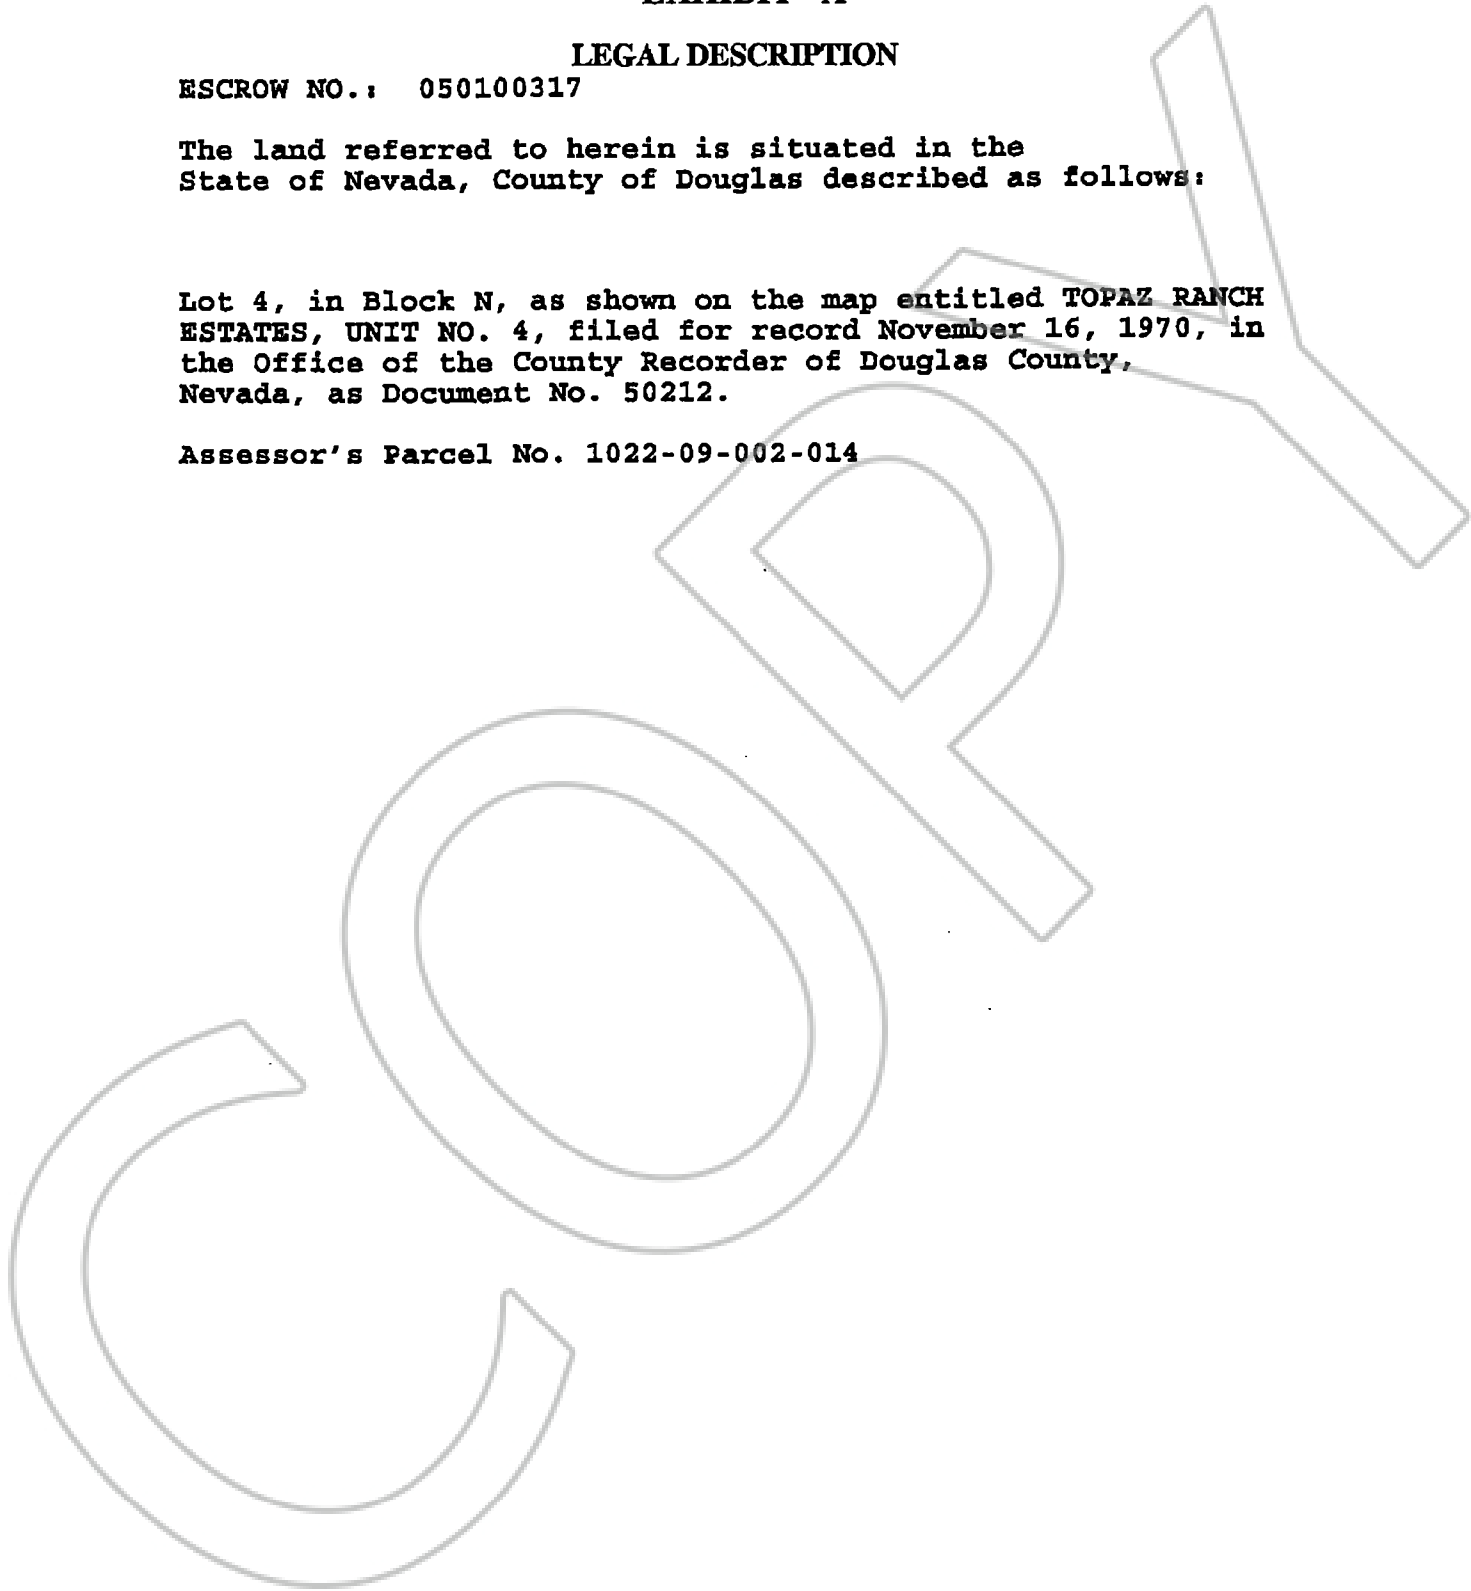 EXHIBIT "A"
LEGAL DESCRIPTION
ESCROW NO.: 050100317
The land referred to herein is situated in the
State of Nevada, County of Douglas described as follows:
Lot 4, in Block N, as shown on the map entitled TOPAZ RANCH
ESTATES, UNIT NO. 4, filed for record November 16, 1970, in
the Office of the County Recorder of Douglas County,
Nevada, as Document No. 50212.
Assessor's Parcel No. 1022-09-002-014
COPY